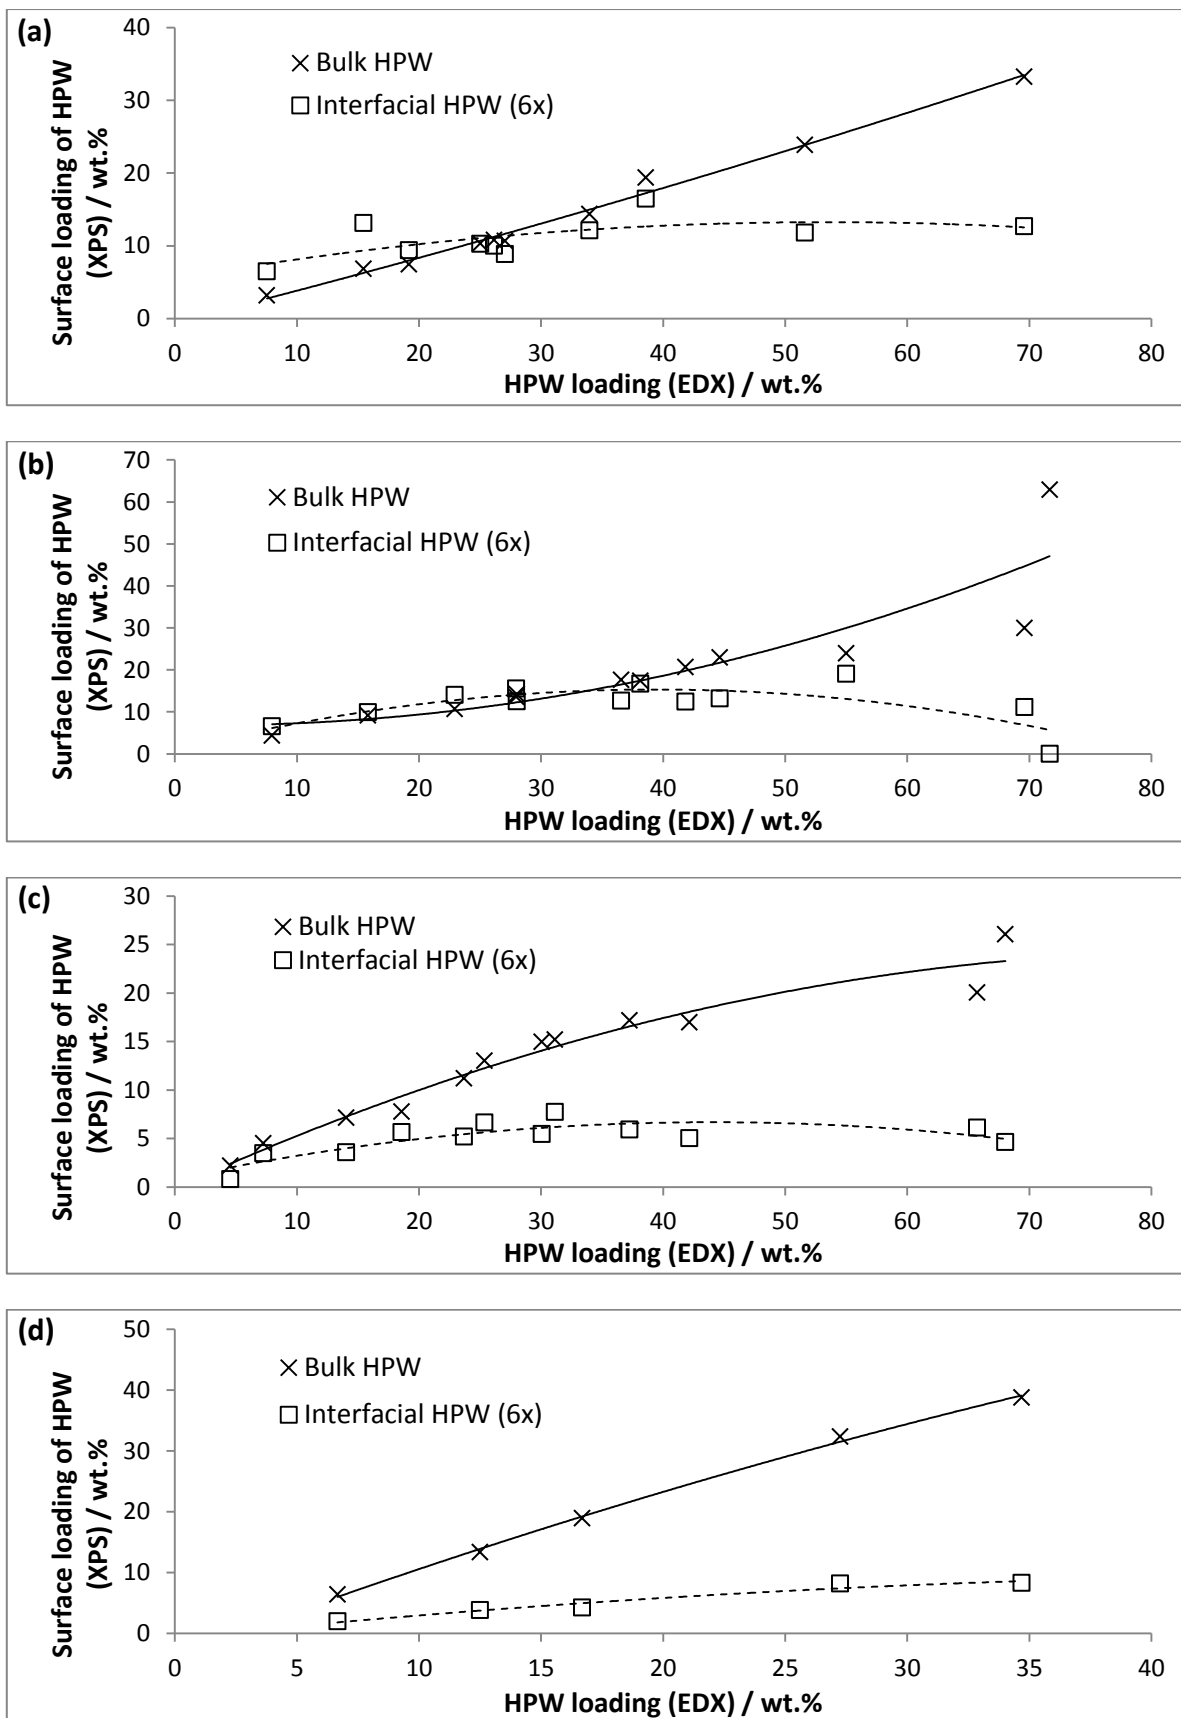 (a)
Surface loading of HPW
(XPS) / wt.%
40
30
20
10
0
Bulk HPW
Interfacial HPW (6x)
0 10 20 30 40 50 60 70 80
HPW loading (EDX) / wt.%
(b)
Surface loading of HPW
(XPS) / wt.%
70
60
50
40
30
20
10
0
Bulk HPW
Interfacial HPW (6x)
0 10 20 30 40 50 60 70 80
HPW loading (EDX) / wt.%
(c)
Surface loading of HPW
(XPS) / wt.%
30
25
20
15
10
5
0
Bulk HPW
Interfacial HPW (6x)
0 10 20 30 40 50 60 70 80
HPW loading (EDX) / wt.%
(d)
Surface loading of HPW
(XPS) / wt.%
50
40
30
20
10
0
Bulk HPW
Interfacial HPW (6x)
0 5 10 15 20 25 30 35 40
HPW loading (EDX) / wt.%